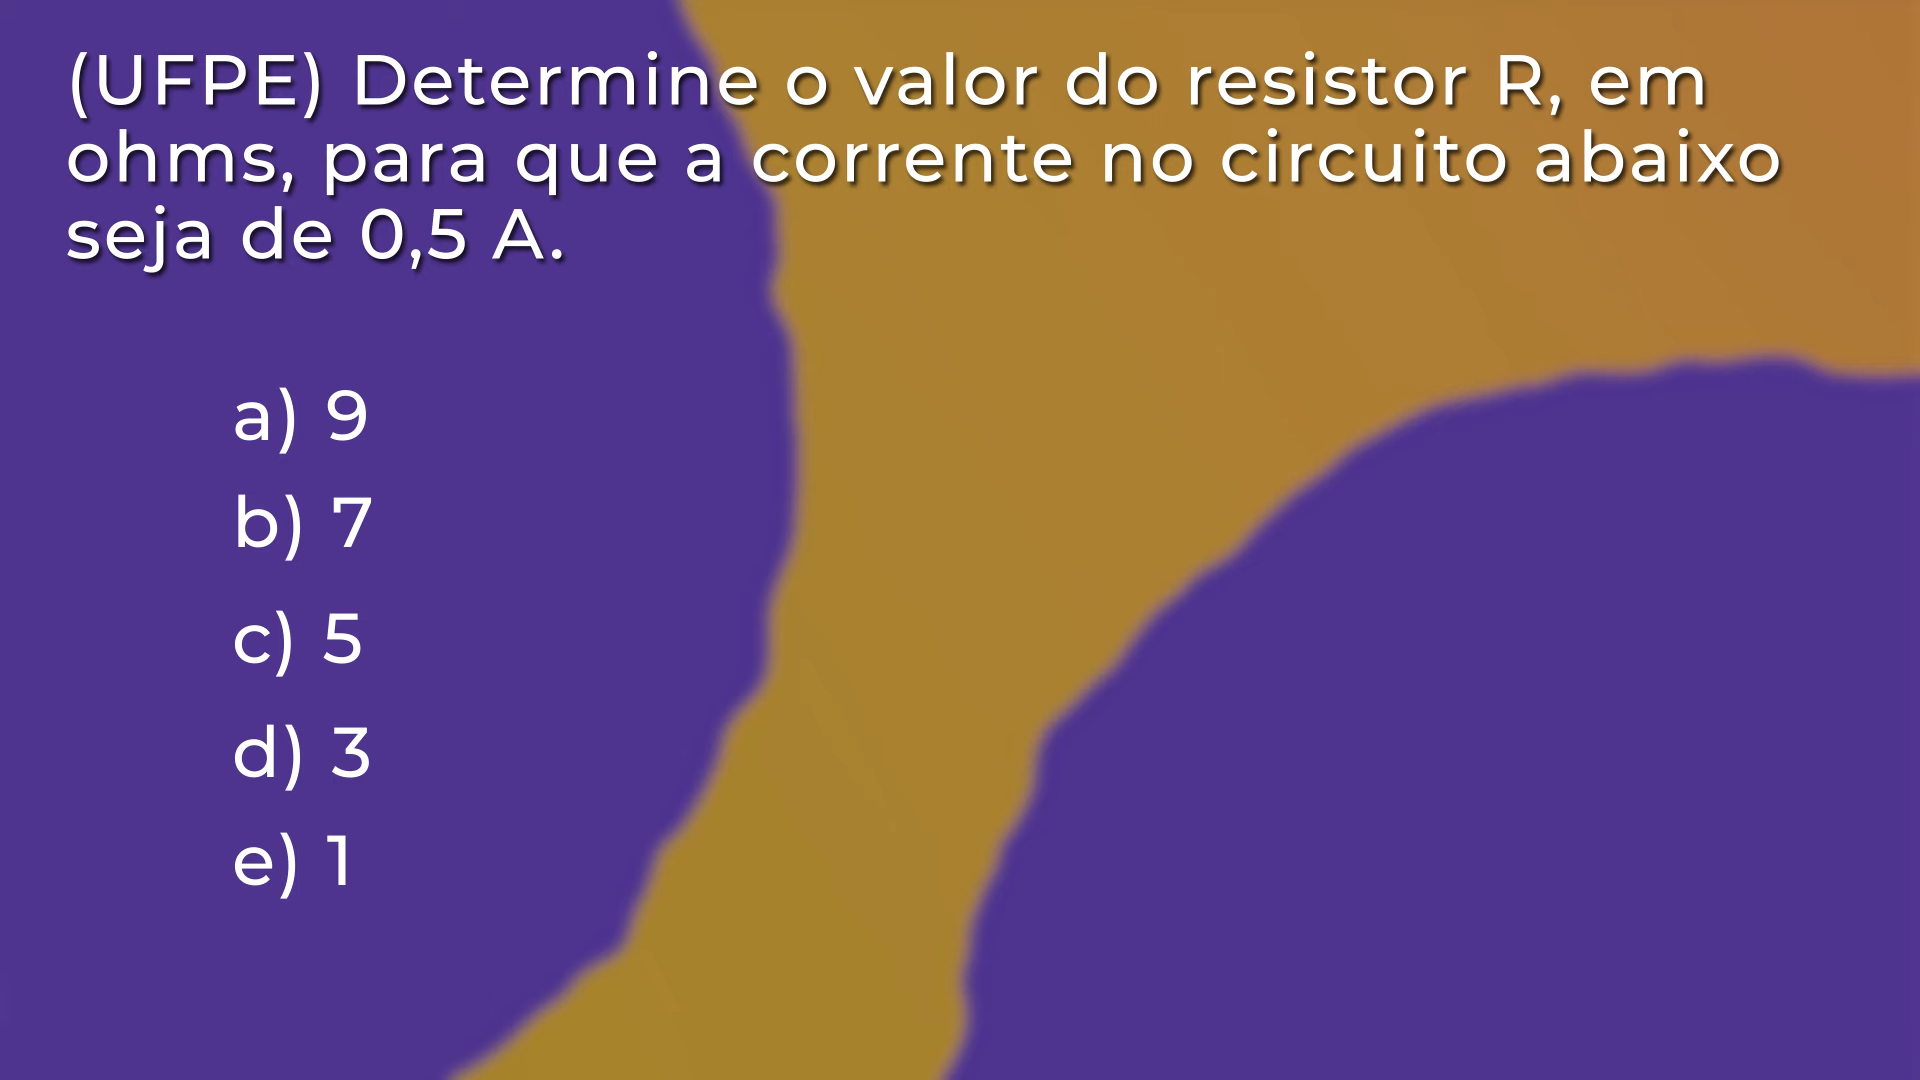 (UFPE) Determine o valor do resistor R, em
ohms, para que a corrente no circuito abaixo
seja de 0,5 A.
a) 9
b) 7
c) 5
d) 3
e) 1